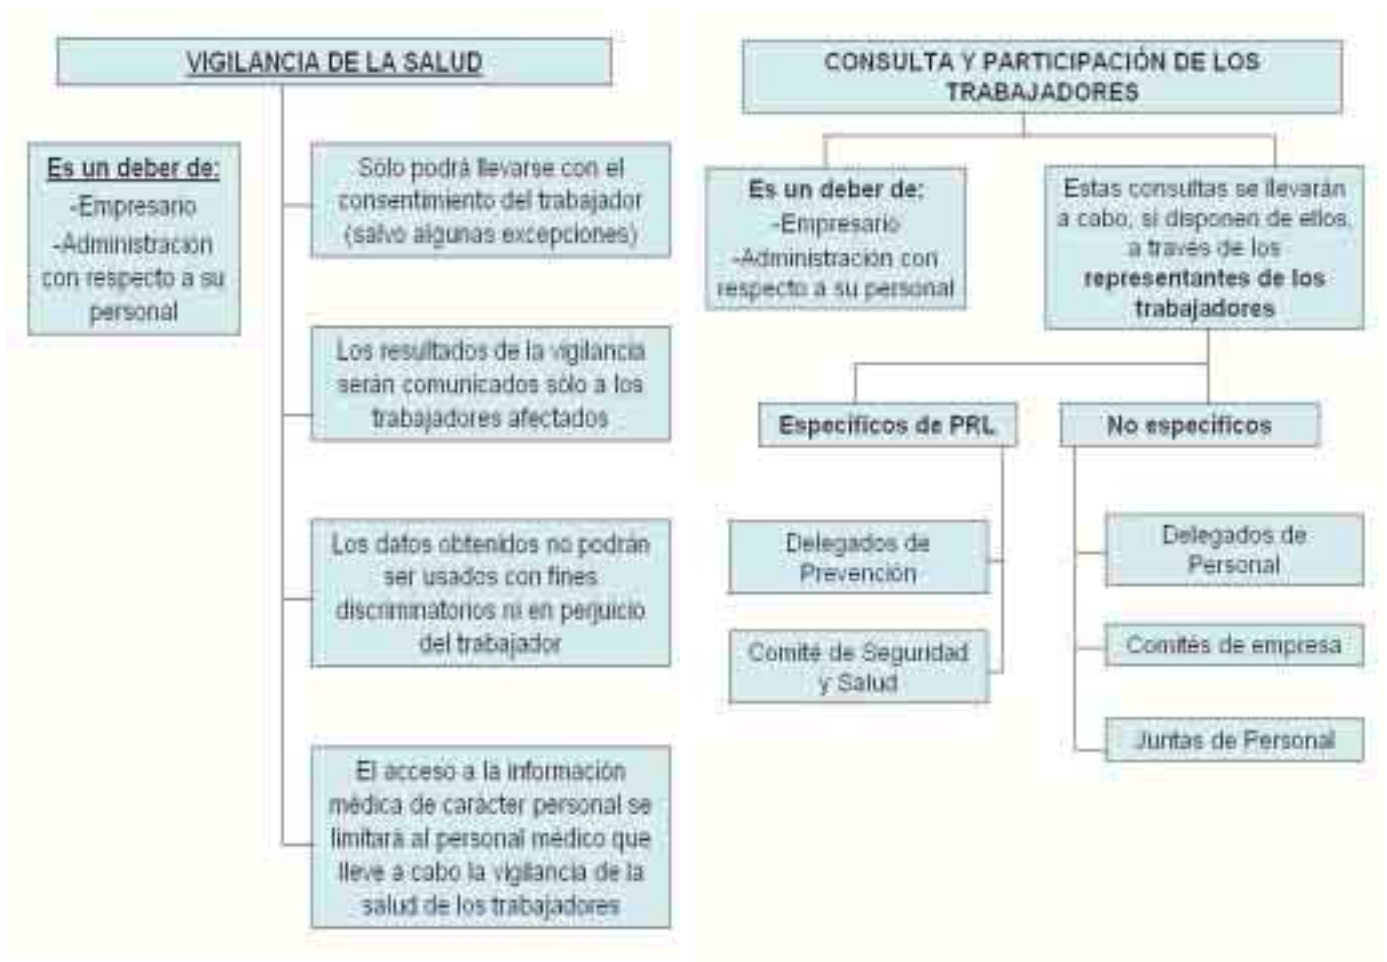 VIGILANCIA DE LA SALUD
Es un deber de:
-Empresario
-Administración
con respecto a su
personal
Sólo podrá llevarse con el
consentimiento del trabajador
(salvo algunas excepciones)
Los resultados de la vigilancia
serán comunicados sólo a los
trabajadores afectados
Los datos obtenidos no podrán
ser usados con fines
discriminatorios ni en perjuicio
del trabajador
El acceso a la información
médica de carácter personal se
limitará al personal médico que
lleve a cabo la vigilancia de la
salud de los trabajadores
CONSULTA Y PARTICIPACIÓN DE LOS
TRABAJADORES
Es un deber de:
-Empresario
-Administración con
respecto a su personal
Estas consultas se llevarán
a cabo, si disponen de ellos,
a través de los
representantes de los
trabajadores
Específicos de PRL
Delegados de
Prevención
Comité de Seguridad
y Salud
No específicos
Delegados de
Personal
Comités de empresa
Juntas de Personal